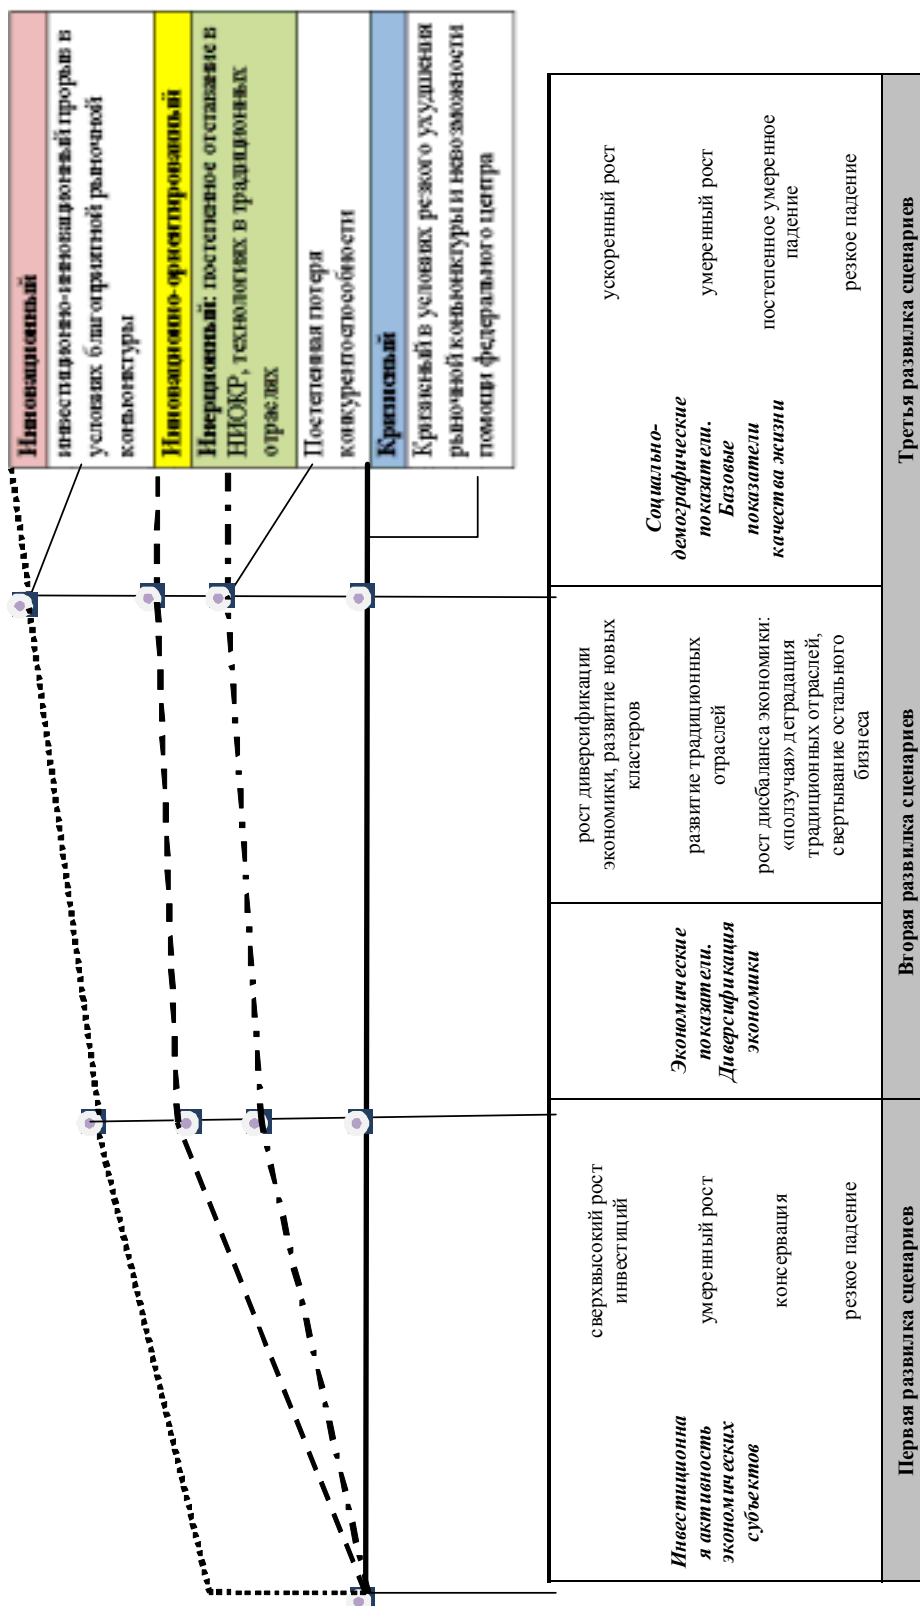 Инновационный
инвестиционно-инновационный прорыв в
условиях благоприятной рыночной
конъюнктуры
Инновационно-ориентированный
Инерционный: постепенное отставание в
НИОКР, технологиях в традиционных
отраслях
Постепенная потеря
конкурентоспособности
Кризисный
Кризисный в условиях резкого ухудшения
рыночной конъюнктуры и невозможности
помощи федерального центра
Инвестиционна
я активность
экономических
субъектов
сверхвысокий рост
инвестиций
умеренный рост
консервация
резкое падение
Экономические
показатели.
Диверсификация
экономики
рост диверсификации
экономики, развитие новых
кластеров
развитие традиционных
отраслей
рост дисбаланса экономики:
«ползучая» деградация
традиционных отраслей,
свертывание остального
бизнеса
Социально-
демографические
показатели.
Базовые
показатели
качества жизни
ускоренный рост
умеренный рост
постепенное умеренное
падение
резкое падение
Первая развилка сценариев
Вторая развилка сценариев
Третья развилка сценариев